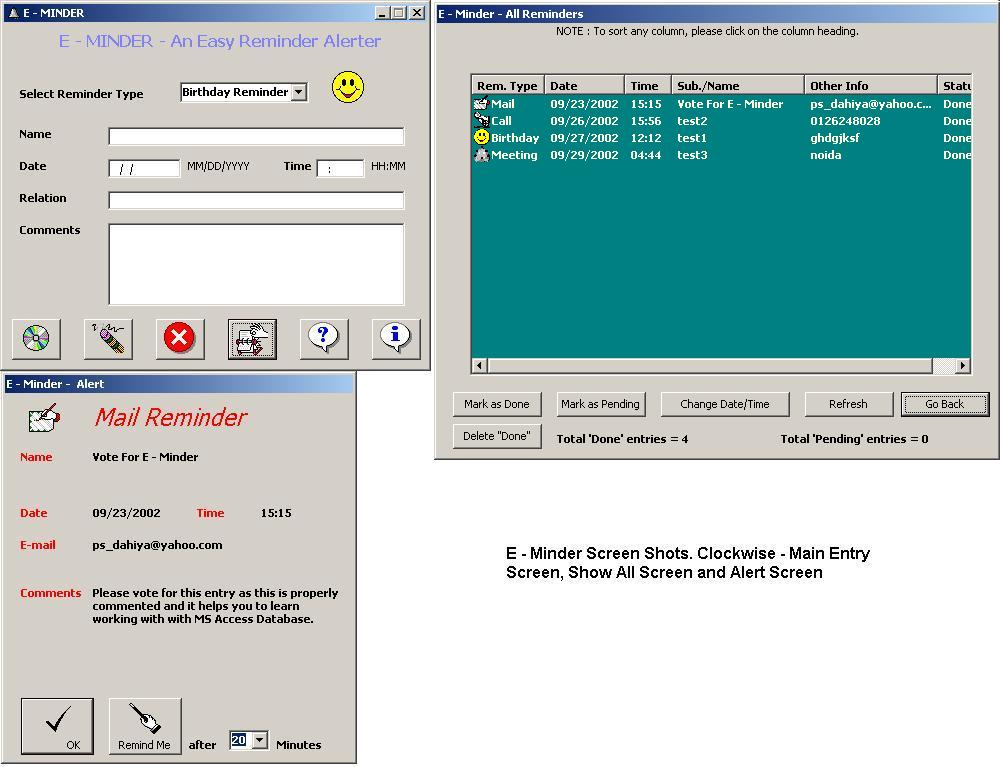 E - MINDER
E - MINDER - An Easy Reminder Alerter
Select Reminder Type Birthday Reminder
Name
Date / / MM/DD/YYYY Time : HH:MM
Relation
Comments
E - Minder - All Reminders
NOTE : To sort any column, please click on the column heading.
Rem. Type Date Time Sub./Name Other Info Statu
Mail 09/23/2002 15:15 Vote For E - Minder ps_dahiya@yahoo.c... Done
Call 09/26/2002 15:56 test2 0126248028 Done
Birthday 09/27/2002 12:12 test1 ghdgjksf Done
Meeting 09/29/2002 04:44 test3 noida Done
Mark as Done Mark as Pending Change Date/Time Refresh Go Back
Delete "Done" Total 'Done' entries = 4 Total 'Pending' entries = 0
E - Minder - Alert
Mail Reminder
Name Vote For E - Minder
Date 09/23/2002 Time 15:15
E-mail ps_dahiya@yahoo.com
Comments Please vote for this entry as this is properly
commented and it helps you to learn
working with with MS Access Database.
OK Remind Me after 20 Minutes
E - Minder Screen Shots. Clockwise - Main Entry
Screen, Show All Screen and Alert Screen